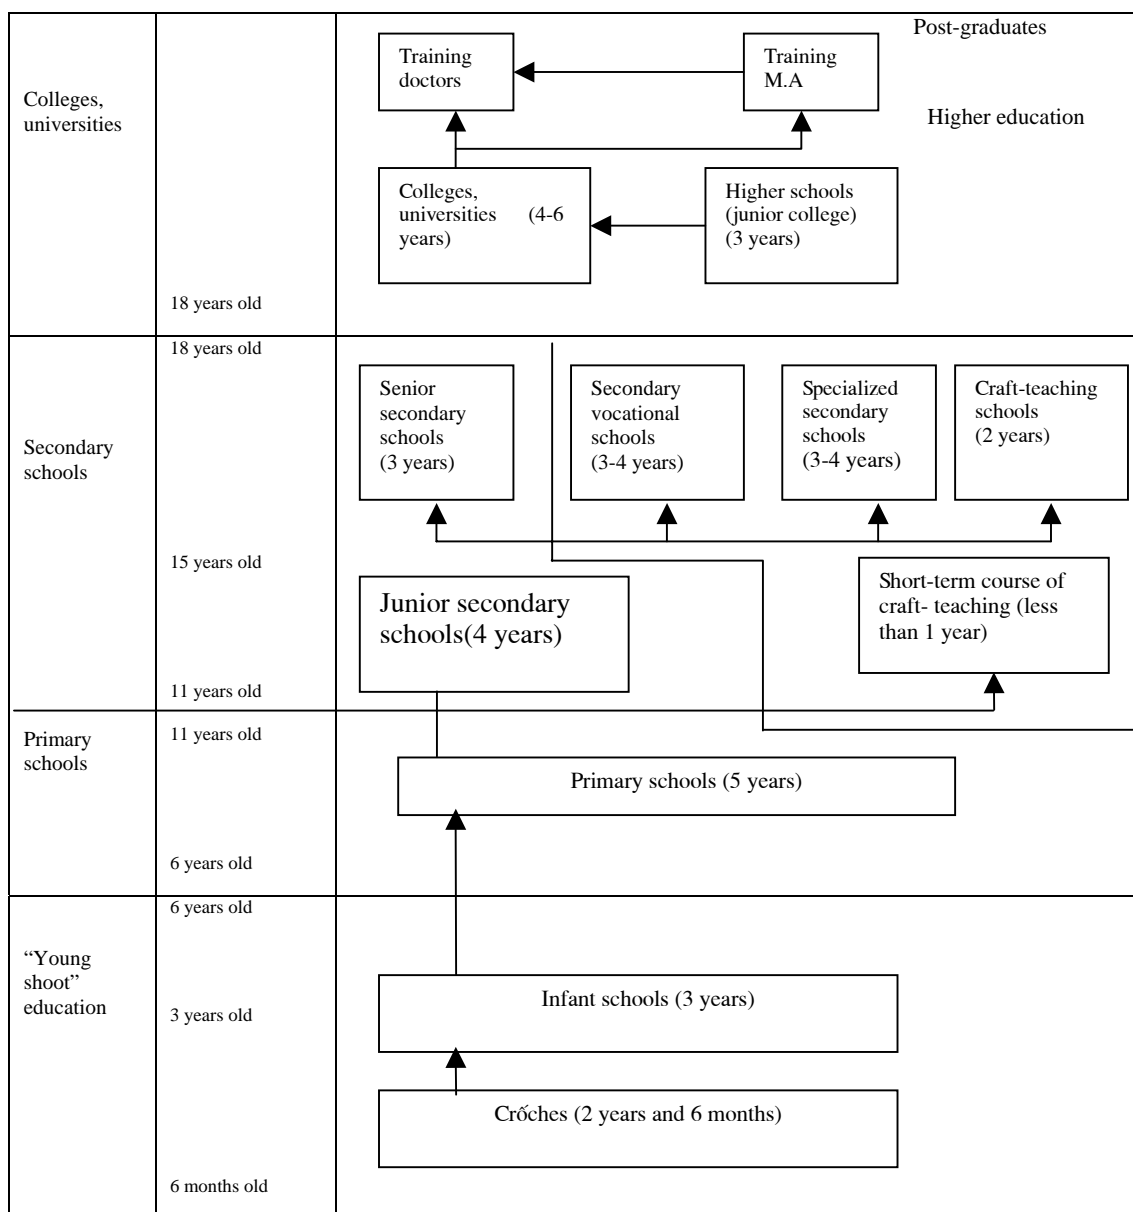 Post-graduates
Training
doctors
Training
M.A
Colleges,
universities
Higher education
Colleges,
universities (4-6
years)
Higher schools
(junior college)
(3 years)
18 years old
18 years old
Senior
secondary
schools
(3 years)
Secondary
vocational
schools
(3-4 years)
Specialized
secondary
schools
(3-4 years)
Craft-teaching
schools
(2 years)
Secondary
schools
15 years old
Junior secondary
schools(4 years)
Short-term course of
craft- teaching (less
than 1 year)
11 years old
Primary
schools
11 years old
Primary schools (5 years)
6 years old
6 years old
“Young
shoot”
education
Infant schools (3 years)
3 years old
Crốches (2 years and 6 months)
6 months old